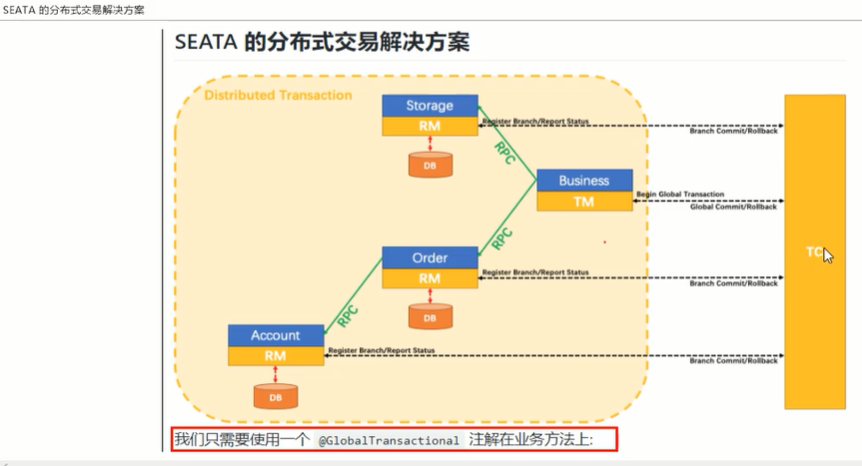 SEATA 的分布式交易解决方案
SEATA 的分布式交易解决方案
Distributed Transaction
Storage
RM
Register Branch/Report Status
Branch Commit/Rollback
DB
RPC
Business
TM
Begin Global Transaction
Global Commit/Rollback
TC
RPC
Order
RM
Register Branch/Report Status
Branch Commit/Rollback
DB
RPC
Account
RM
Register Branch/Report Status
Branch Commit/Rollback
DB
我们只需要使用一个 @GlobalTransactional 注解在业务方法上: